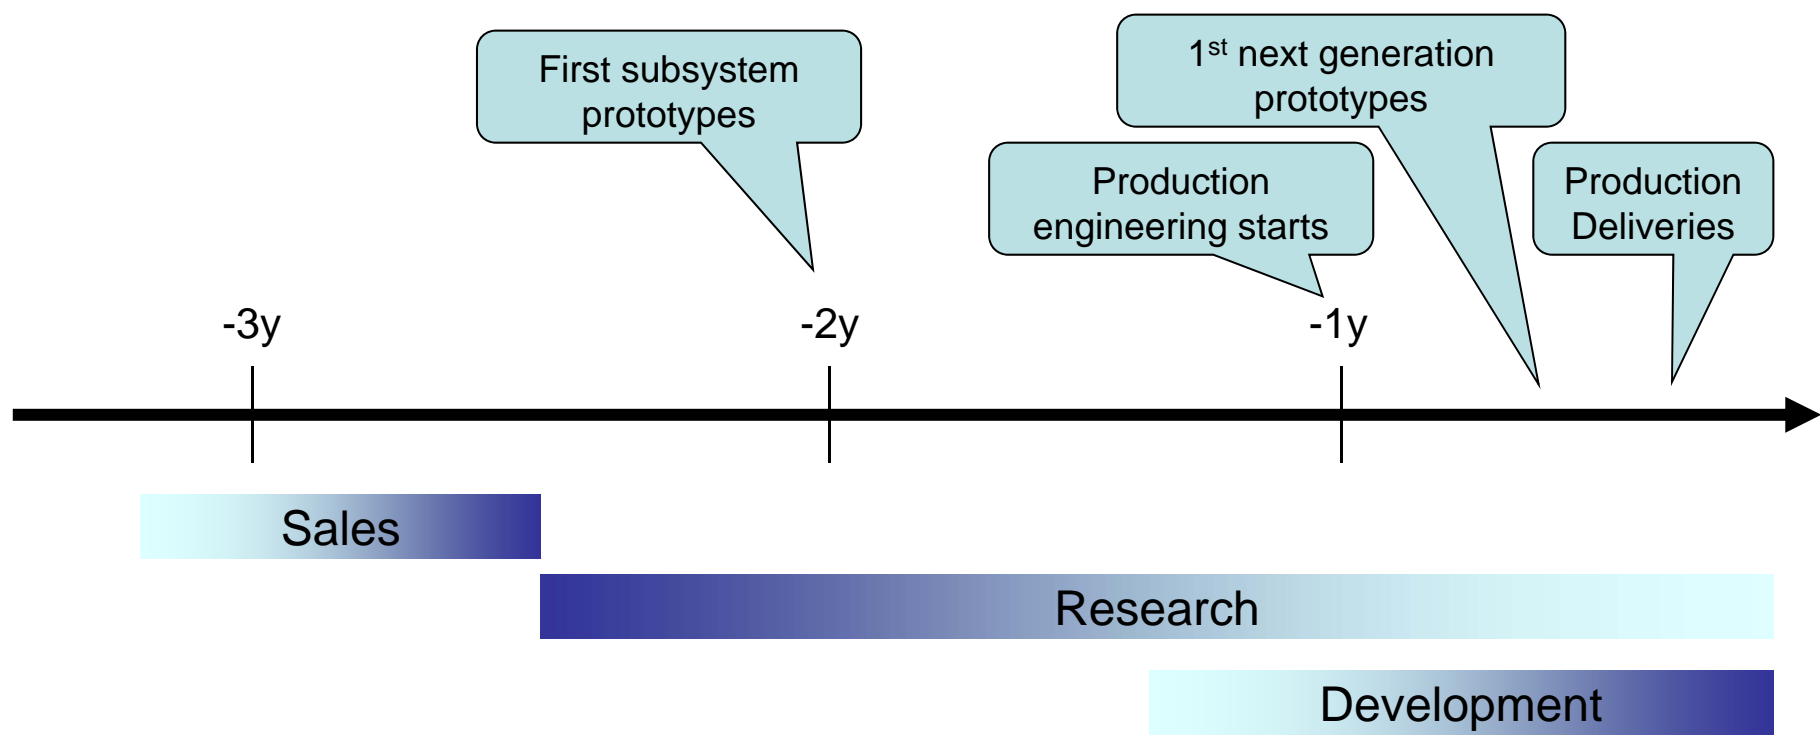 First subsystem
prototypes
1st next generation
prototypes
Production
engineering starts
Production
Deliveries
-3y
-2y
-1y
Sales
Research
Development